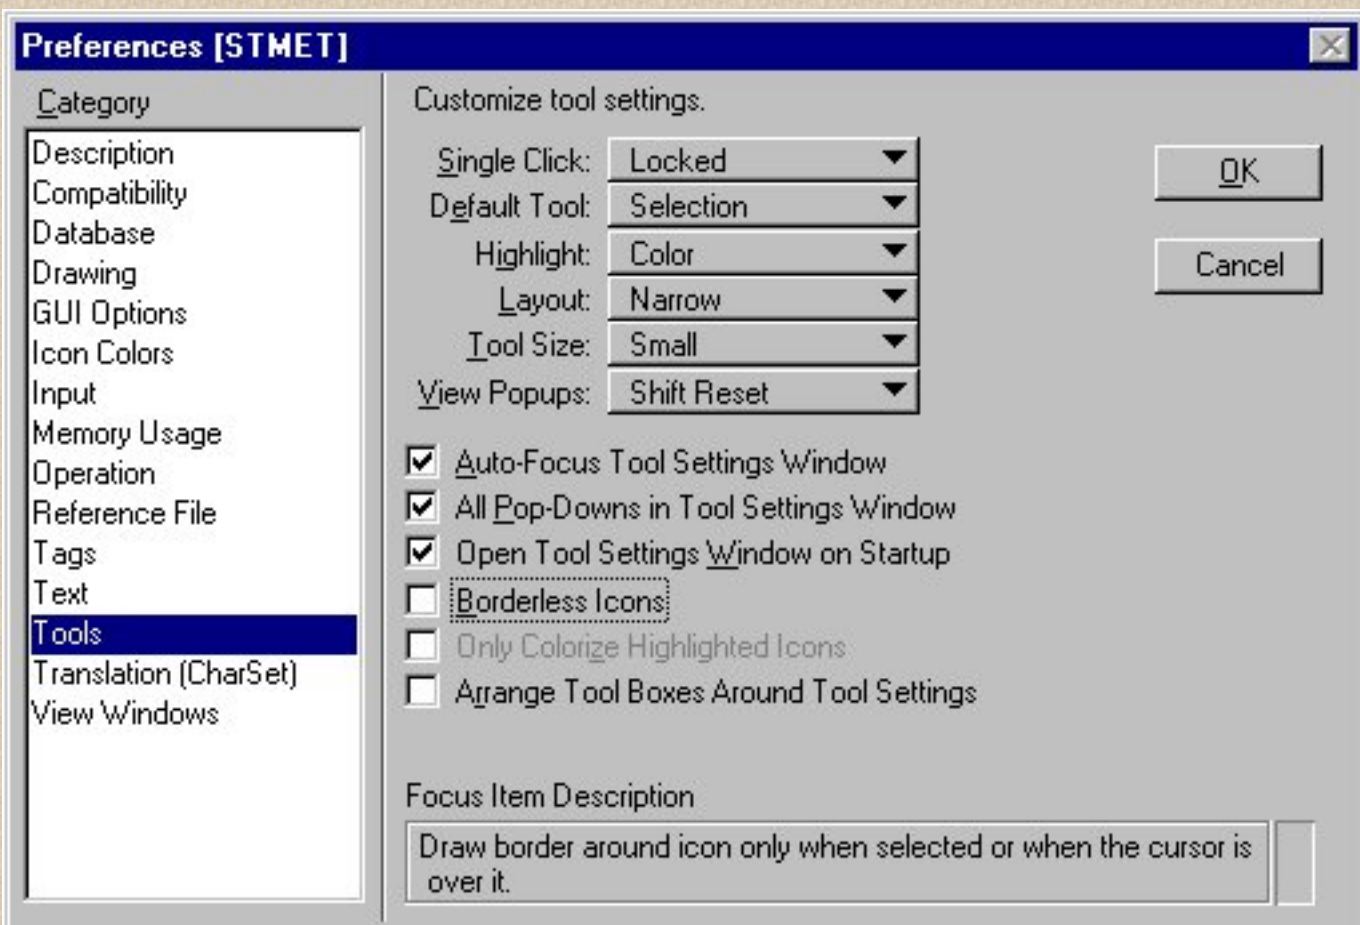 Preferences [STMET]
Category
Description
Compatibility
Database
Drawing
GUI Options
Icon Colors
Input
Memory Usage
Operation
Reference File
Tags
Text
Tools
Translation (CharSet)
View Windows
Customize tool settings.
Single Click: Locked
Default Tool: Selection
Highlight: Color
Layout: Narrow
Tool Size: Small
View Popups: Shift Reset
Auto-Focus Tool Settings Window
All Pop-Downs in Tool Settings Window
Open Tool Settings Window on Startup
Borderless Icons
Only Colorize Highlighted Icons
Arrange Tool Boxes Around Tool Settings
Focus Item Description
Draw border around icon only when selected or when the cursor is
over it.
OK
Cancel